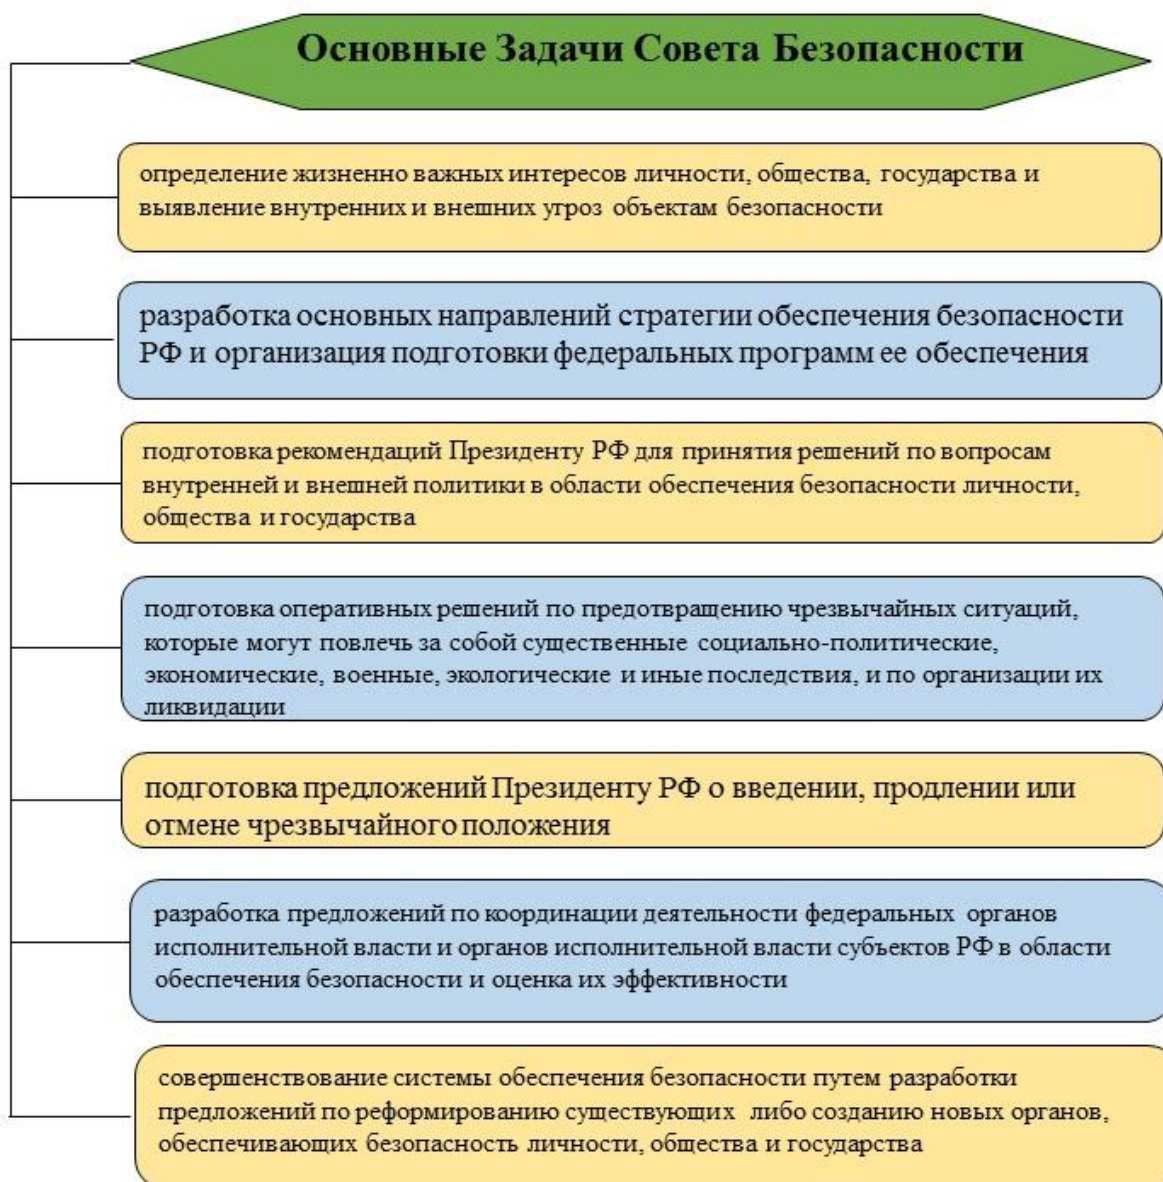 Основные Задачи Совета Безопасности
определение жизненно важных интересов личности, общества, государства и
выявление внутренних и внешних угроз объектам безопасности
разработка основных направлений стратегии обеспечения безопасности
РФ и организация подготовки федеральных программ ее обеспечения
подготовка рекомендаций Президенту РФ для принятия решений по вопросам
внутренней и внешней политики в области обеспечения безопасности личности,
общества и государства
подготовка оперативных решений по предотвращению чрезвычайных ситуаций,
которые могут повлечь за собой существенные социально-политические,
экономические, военные, экологические и иные последствия, и по организации их
ликвидации
подготовка предложений Президенту РФ о введении, продлении или
отмене чрезвычайного положения
разработка предложений по координации деятельности федеральных органов
исполнительной власти и органов исполнительной власти субъектов РФ в области
обеспечения безопасности и оценка их эффективности
совершенствование системы обеспечения безопасности путем разработки
предложений по реформированию существующих либо созданию новых органов,
обеспечивающих безопасность личности, общества и государства